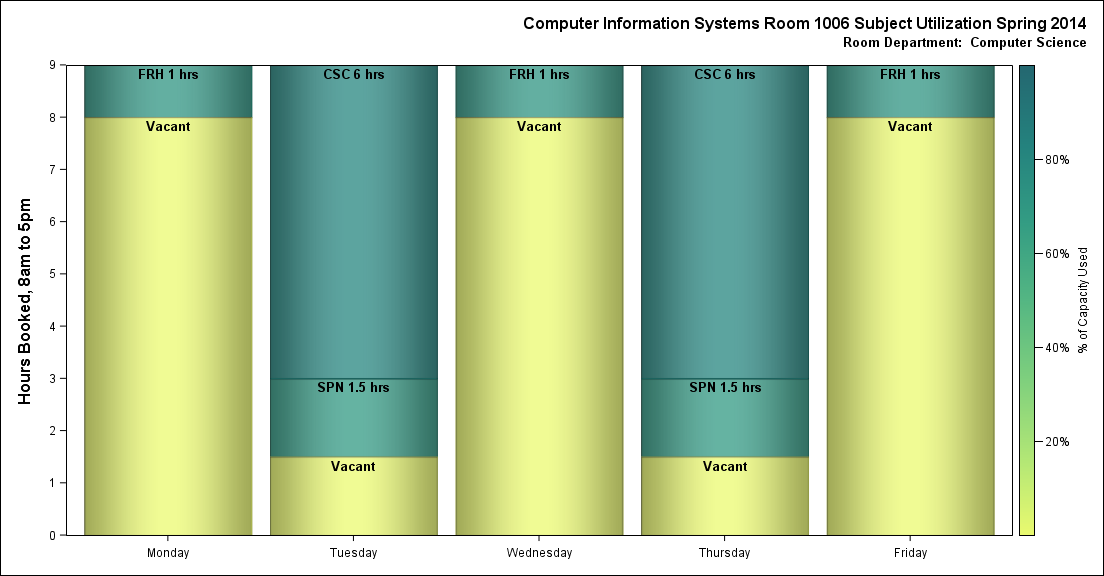 Computer Information Systems Room 1006 Subject Utilization Spring 2014
Room Department:  Computer Science
Hours Booked, 8am to 5pm
9
8
7
6
5
4
3
2
1
0
FRH 1 hrs
Vacant
CSC 6 hrs
SPN 1.5 hrs
Vacant
FRH 1 hrs
Vacant
CSC 6 hrs
SPN 1.5 hrs
Vacant
FRH 1 hrs
Vacant
Monday
Tuesday
Wednesday
Thursday
Friday
80%
60%
40%
20%
% of Capacity Used